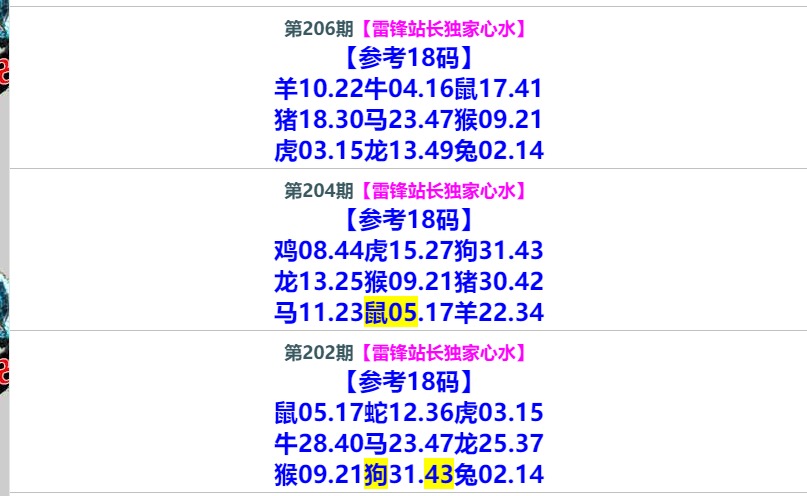 第206期【雷锋站长独家心水】
【参考18码】
羊10.22牛04.16鼠17.41
猪18.30马23.47猴09.21
虎03.15龙13.49兔02.14
第204期【雷锋站长独家心水】
【参考18码】
鸡08.44虎15.27狗31.43
龙13.25猴09.21猪30.42
马11.23鼠05.17羊22.34
第202期【雷锋站长独家心水】
【参考18码】
鼠05.17蛇12.36虎03.15
牛28.40马23.47龙25.37
猴09.21狗31.43兔02.14